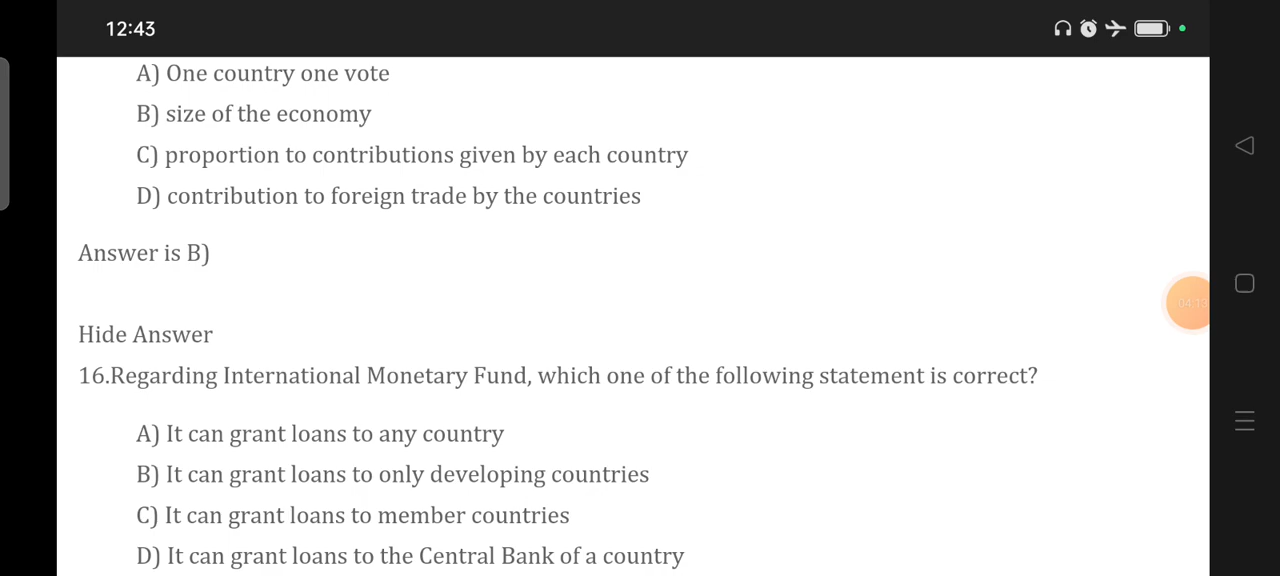 12:43
A) One country one vote
B) size of the economy
C) proportion to contributions given by each country
D) contribution to foreign trade by the countries
Answer is B)
04:13
Hide Answer
16.Regarding International Monetary Fund, which one of the following statement is correct?
A) It can grant loans to any country
B) It can grant loans to only developing countries
C) It can grant loans to member countries
D) It can grant loans to the Central Bank of a country